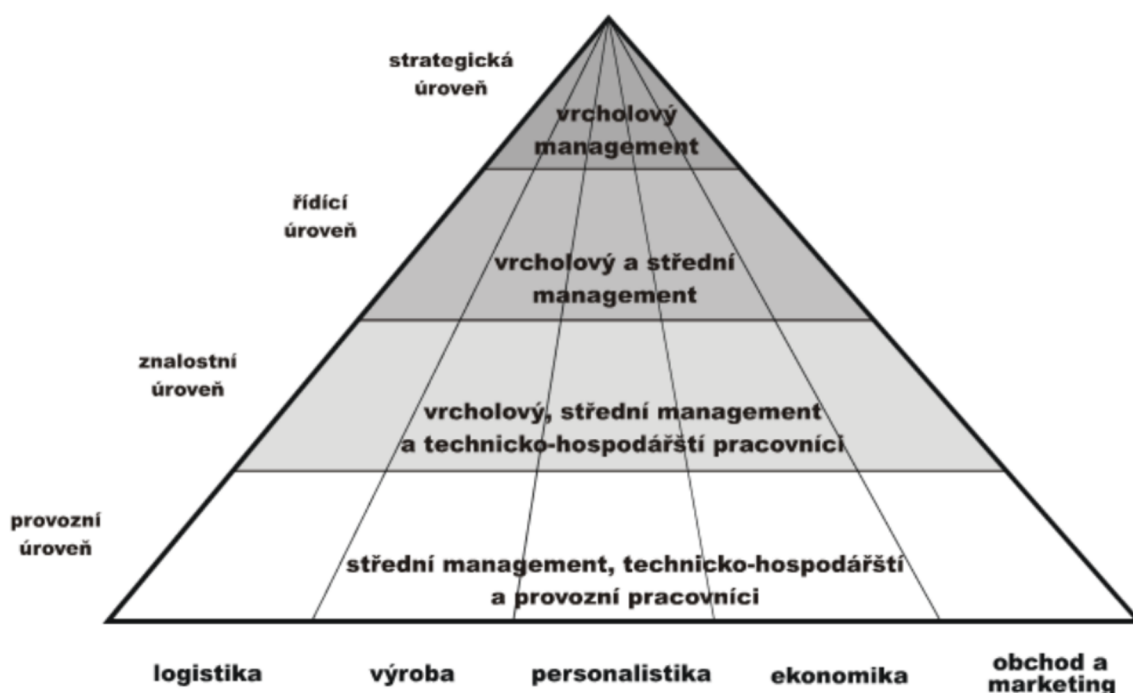 strategická
úroveň
vrcholový
management
řídící
úroveň
vrcholový a střední
management
znalostní
úroveň
vrcholový, střední management
a technicko-hospodářští pracovníci
provozní
úroveň
střední management, technicko-hospodářští
a provozní pracovníci
logistika
výroba
personalistika
ekonomika
obchod a
marketing